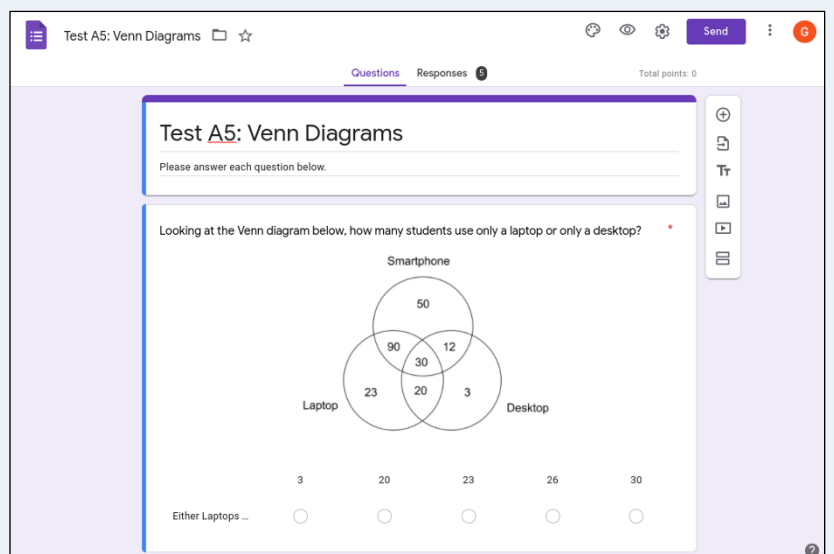 Test A5: Venn Diagrams
Send
G
Questions Responses 5
Total points: 0
Test A5: Venn Diagrams
Please answer each question below.
Looking at the Venn diagram below, how many students use only a laptop or only a desktop? *
Smartphone
50
90 12
30
23 20 3
Laptop
Desktop
3 20 23 26 30
Either Laptops ...